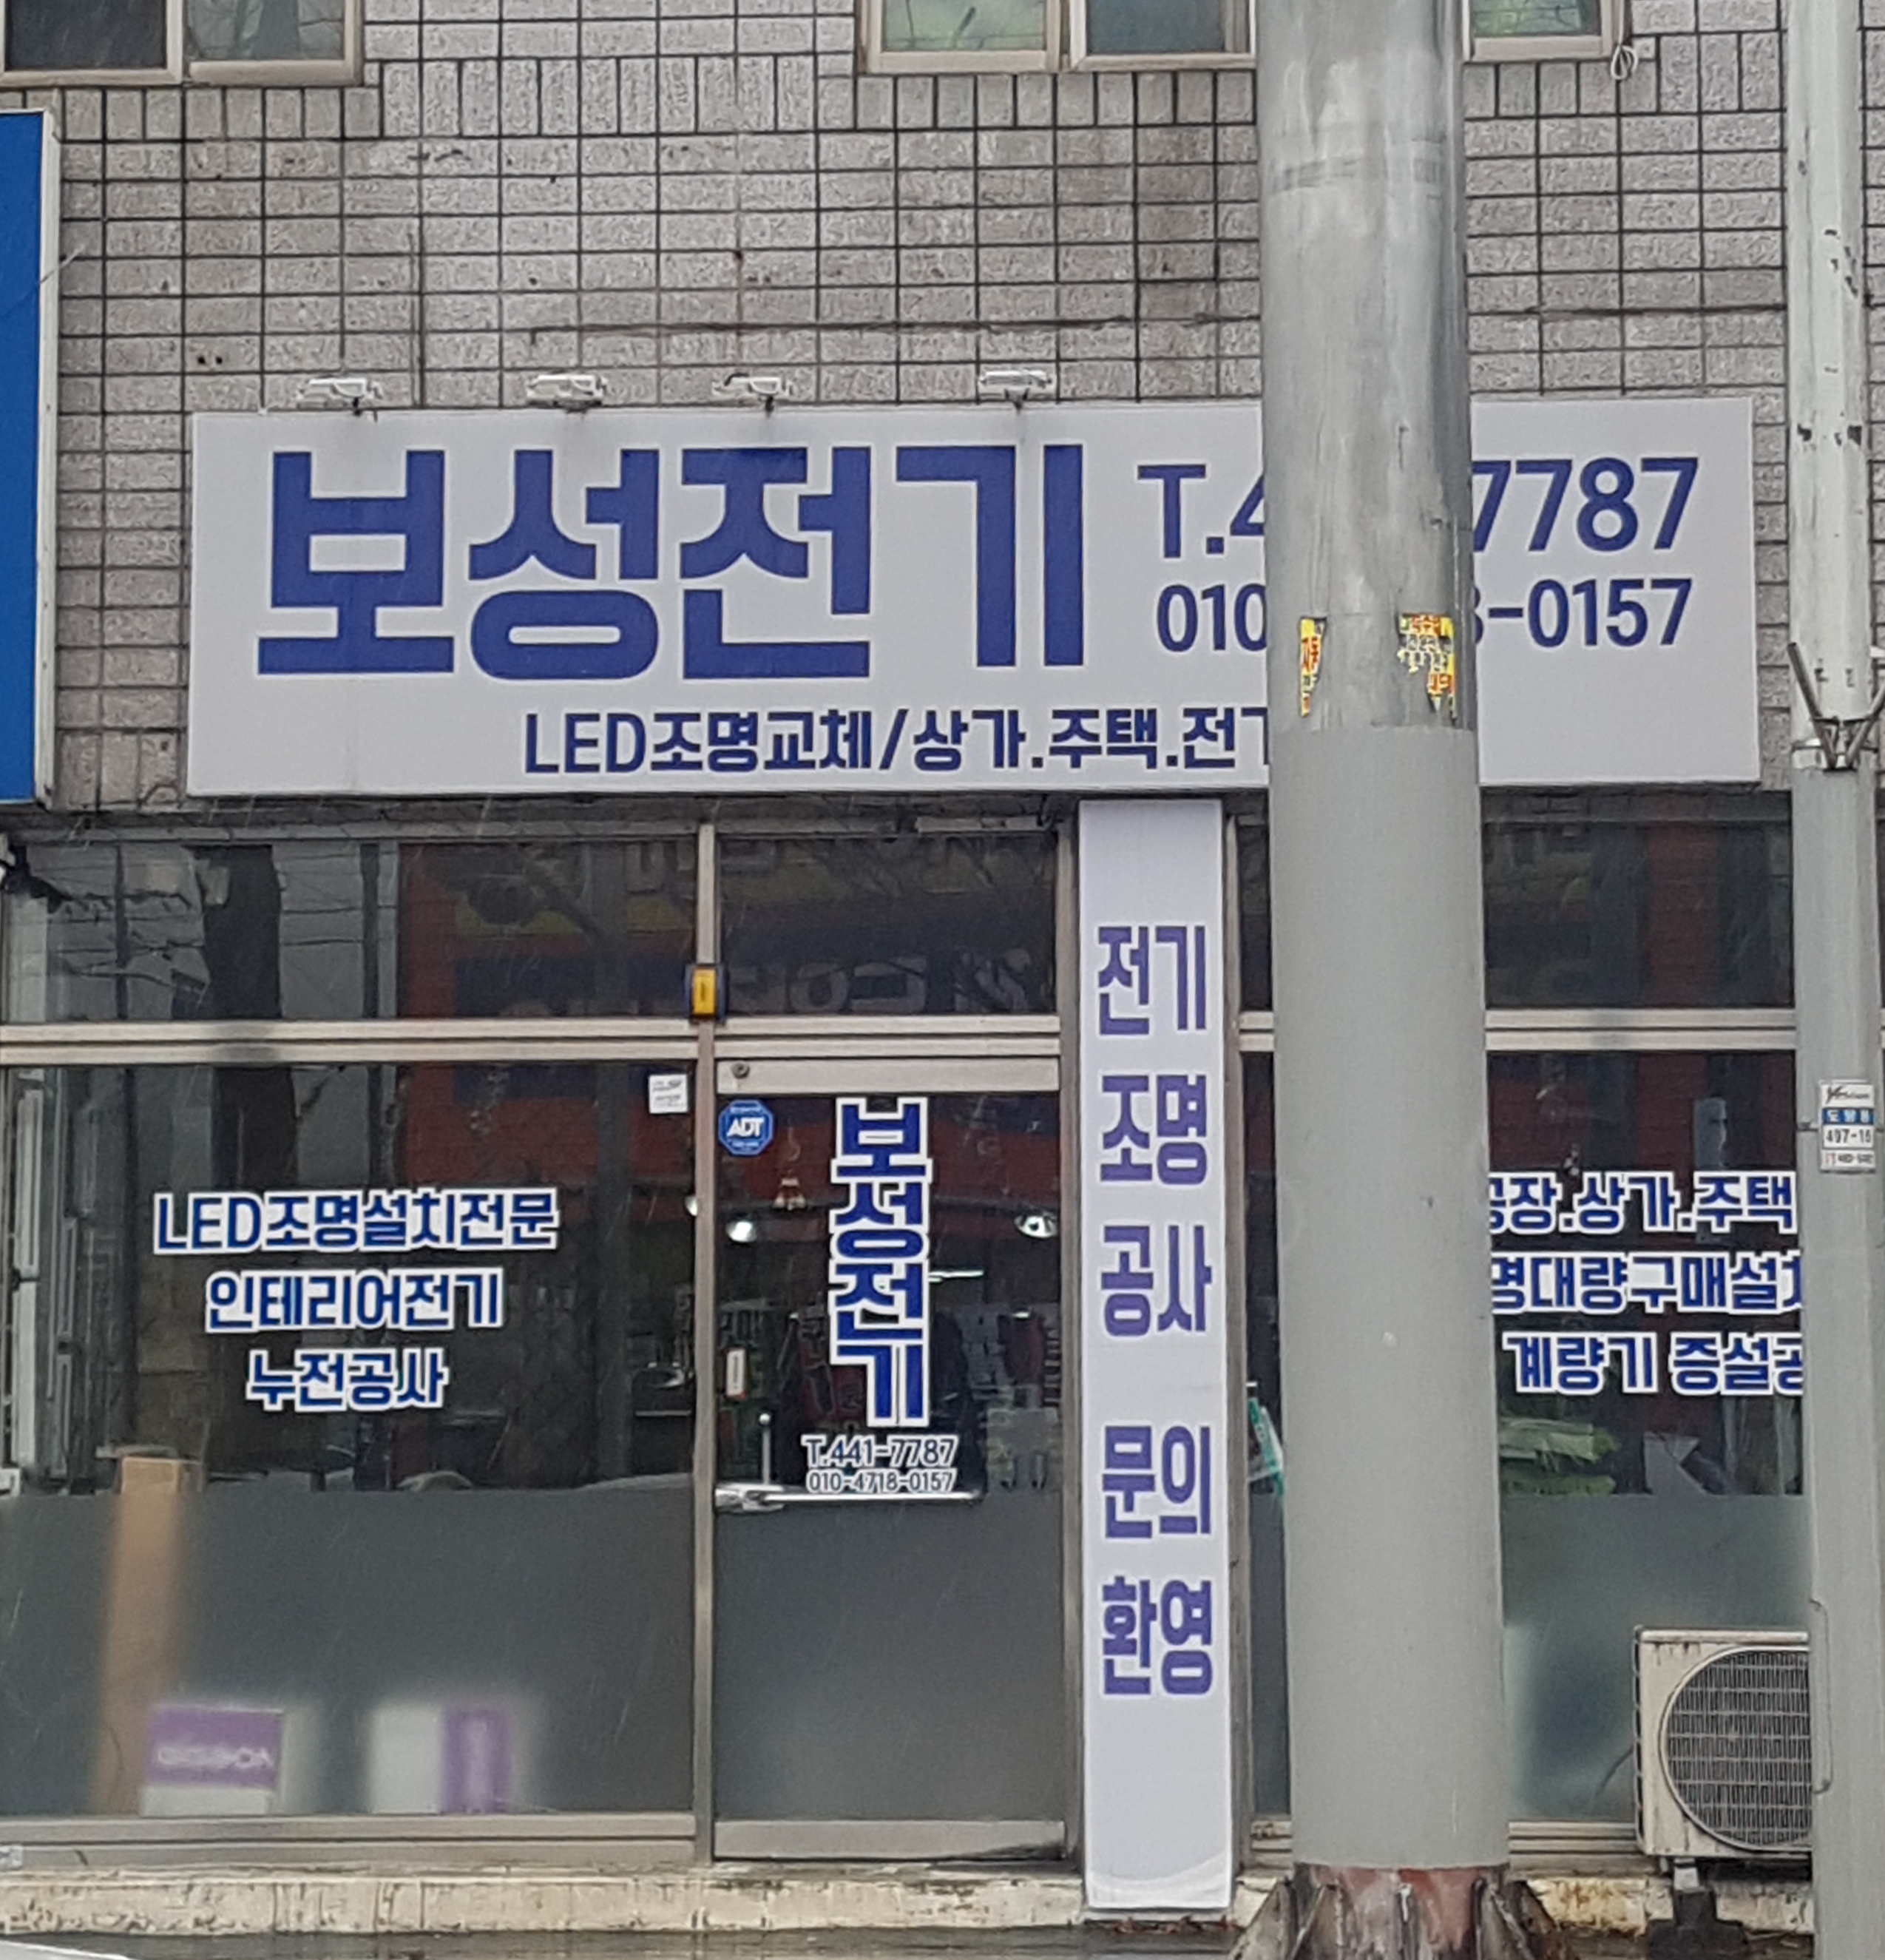 보성전기
T.4 7787
010 8-0157
LED조명교체/상가.주택.전기
ADT
보성전기
T.441-7787
010-4718-0157
LED조명설치전문
인테리어전기
누전공사
전기
조명
공사
문의
환영
공장.상가.주택
명대량구매설치
계량기 증설공
497-16